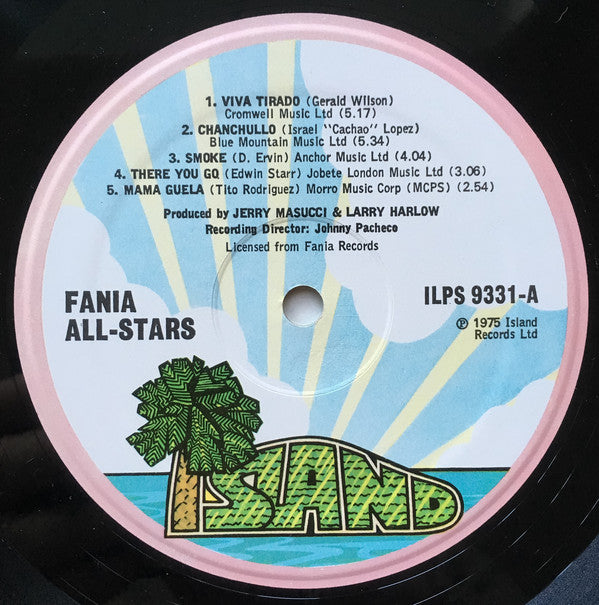 1. VIVA TIRADO (Gerald Wilson)
Cromwell Music Ltd (5.17)
2. CHANCHULLO (Israel "Cachao" Lopez)
Blue Mountain Music Ltd (5.34)
3. SMOKE (D. Ervin) Anchor Music Ltd (4.04)
4. THERE YOU GO (Edwin Starr) Jobete London Music Ltd (3.06)
5. MAMA GUELA (Tito Rodriguez) Morro Music Corp (MCPS) (2.54)
Produced by JERRY MASUCCI & LARRY HARLOW
Recording Director: Johnny Pacheco
Licensed from Fania Records
FANIA
ALL-STARS
ILPS 9331-A
℗ 1975 Island
Records Ltd
ISLAND